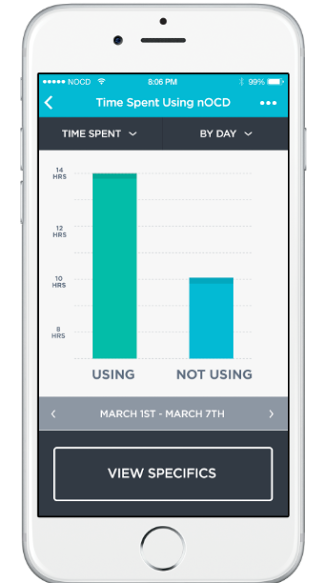 NOCD 8:06 PM 99%
Time Spent Using nOCD
TIME SPENT BY DAY
14
HRS
12
HRS
10
HRS
8
HRS
USING NOT USING
MARCH 1ST - MARCH 7TH
VIEW SPECIFICS